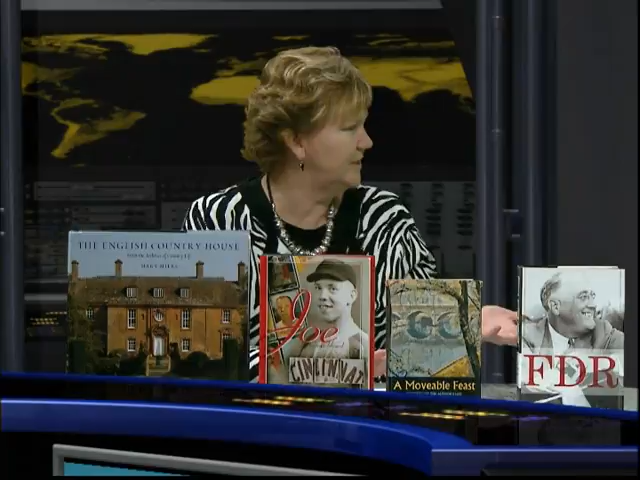 THE ENGLISH COUNTRY HOUSE
Joe
CINCINNATI
A Moveable Feast
FDR